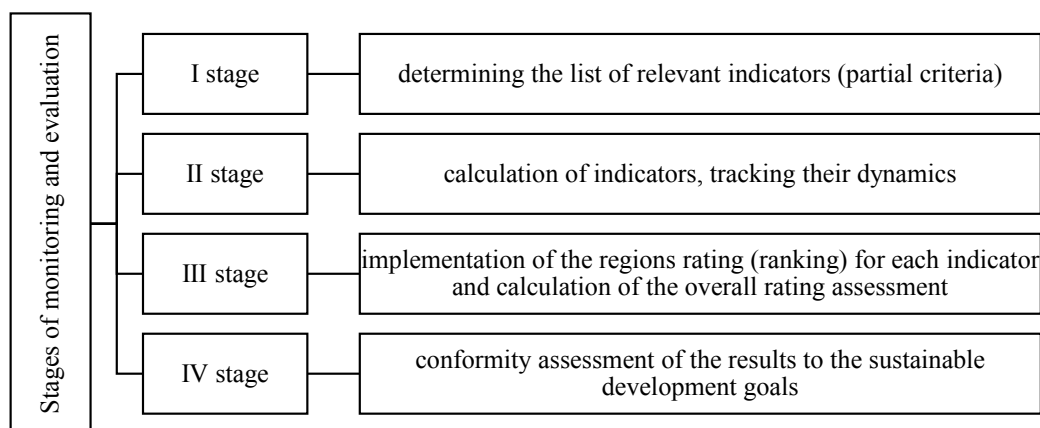 Stages of monitoring and evaluation
I stage
determining the list of relevant indicators (partial criteria)
II stage
calculation of indicators, tracking their dynamics
III stage
implementation of the regions rating (ranking) for each indicator
and calculation of the overall rating assessment
IV stage
conformity assessment of the results to the sustainable
development goals